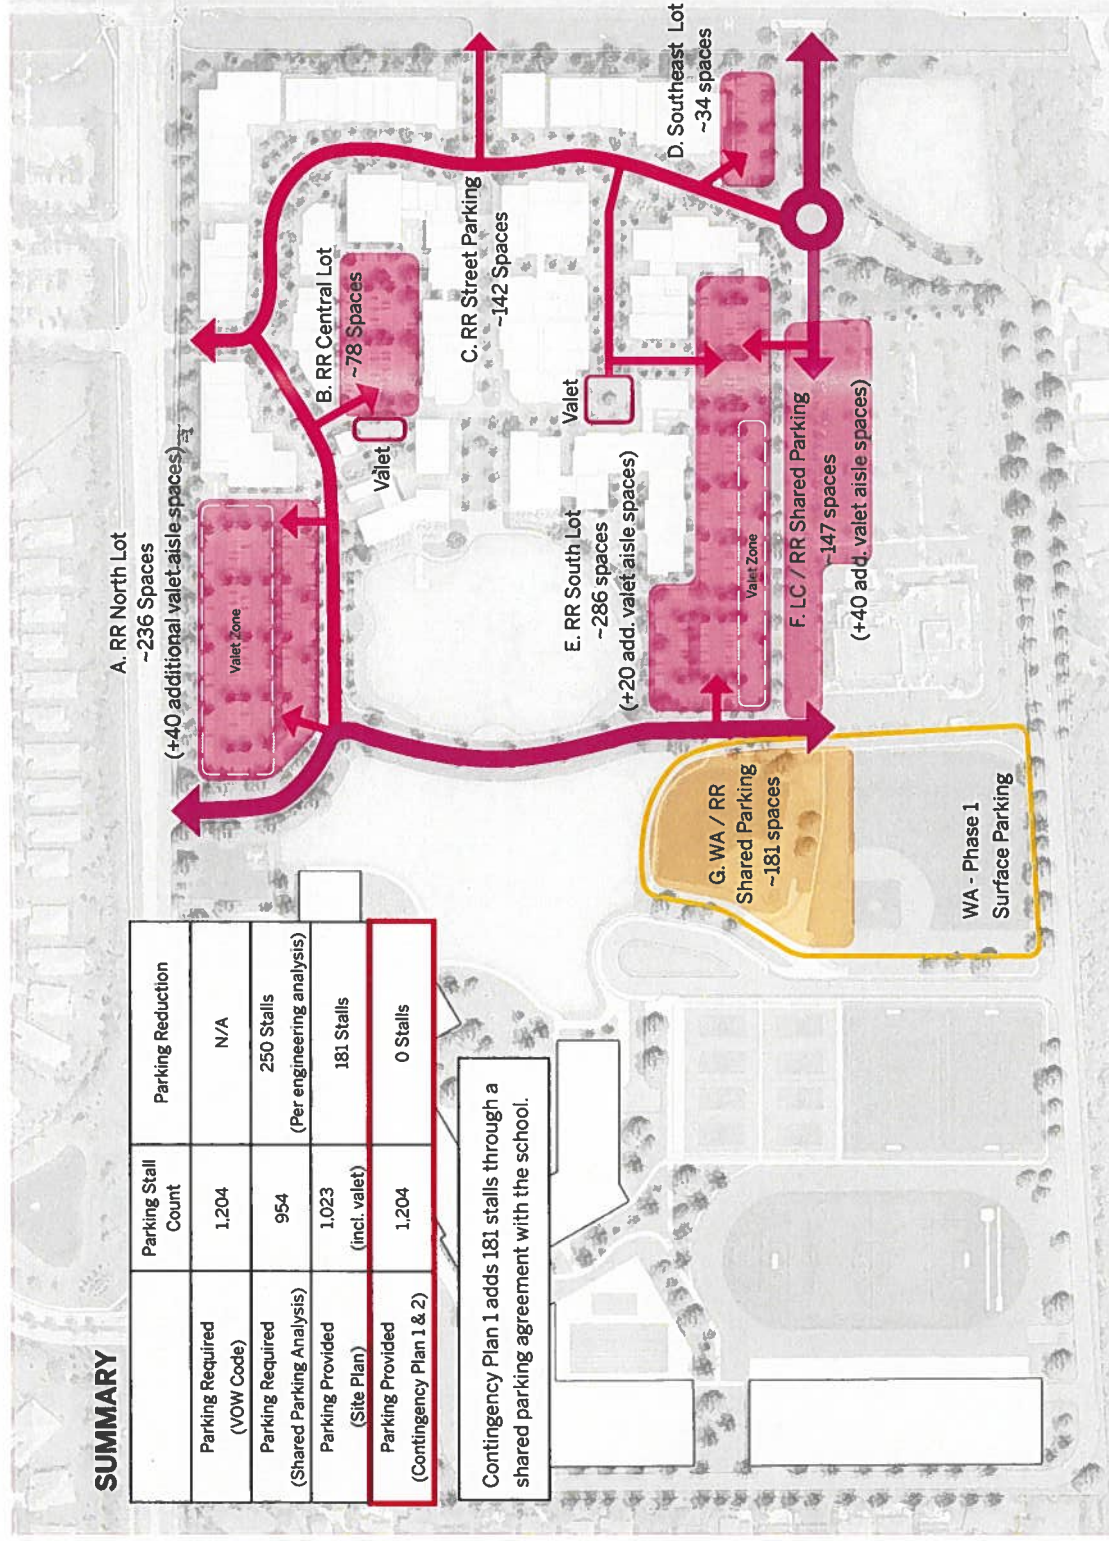 SUMMARY
Parking Stall
Count
Parking Reduction
Parking Required
(VOW Code)
1,204
N/A
Parking Required
(Shared Parking Analysis)
954
250 Stalls
(Per engineering analysis)
Parking Provided
(Site Plan)
1,023
(incl. valet)
181 Stalls
Parking Provided
(Contingency Plan 1 & 2)
1,204
0 Stalls
Contingency Plan 1 adds 181 stalls through a
shared parking agreement with the school.
A. RR North Lot
~236 Spaces
(+40 additional valet aisle spaces)
Valet Zone
B. RR Central Lot
~78 Spaces
Valet
C. RR Street Parking
~142 Spaces
Valet
D. Southeast Lot
~34 spaces
E. RR South Lot
~286 spaces
(+20 add. valet aisle spaces)
Valet Zone
F. LC / RR Shared Parking
~147 spaces
(+40 add. valet aisle spaces)
G. WA / RR
Shared Parking
~181 spaces
WA - Phase 1
Surface Parking